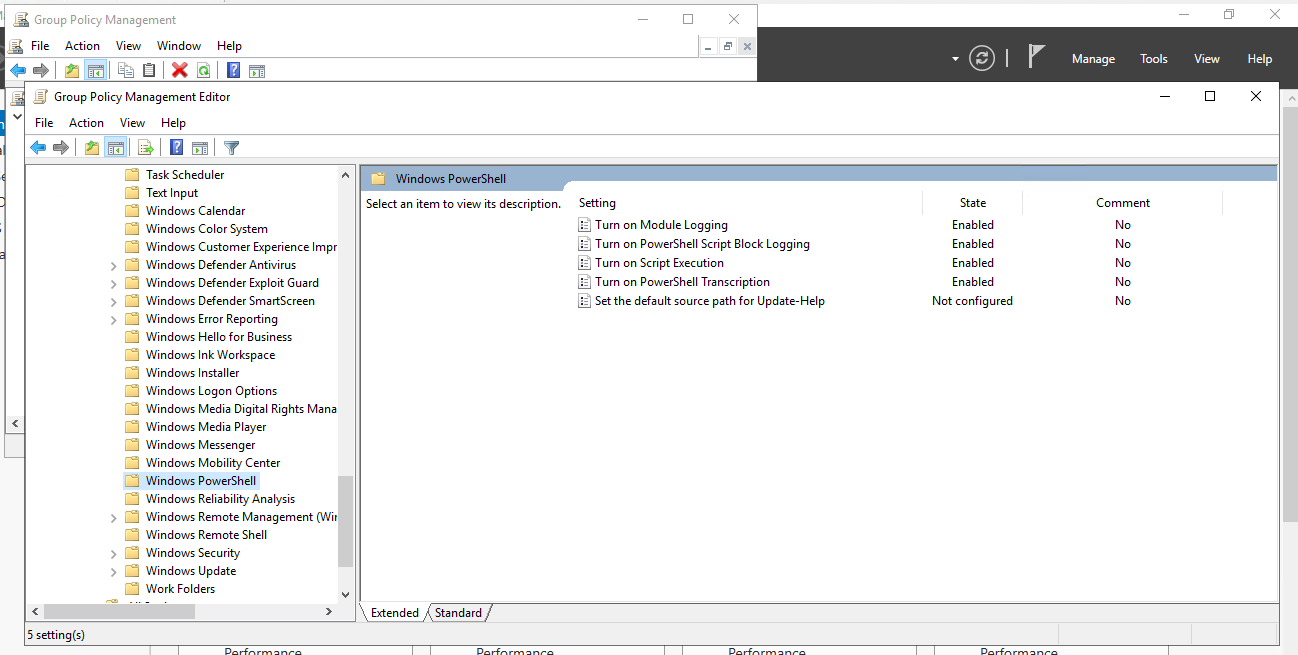 Group Policy Management
File Action View Window Help
Manage Tools View Help
Group Policy Management Editor
File Action View Help
Task Scheduler
Text Input
Windows Calendar
Windows Color System
Windows Customer Experience Impr
Windows Defender Antivirus
Windows Defender Exploit Guard
Windows Defender SmartScreen
Windows Error Reporting
Windows Hello for Business
Windows Ink Workspace
Windows Installer
Windows Logon Options
Windows Media Digital Rights Mana
Windows Media Player
Windows Messenger
Windows Mobility Center
Windows PowerShell
Windows Reliability Analysis
Windows Remote Management (Wir
Windows Remote Shell
Windows Security
Windows Update
Work Folders
Windows PowerShell
Select an item to view its description.
Setting State Comment
Turn on Module Logging Enabled No
Turn on PowerShell Script Block Logging Enabled No
Turn on Script Execution Enabled No
Turn on PowerShell Transcription Enabled No
Set the default source path for Update-Help Not configured No
Extended Standard
5 setting(s)
Performance Performance Performance Performance